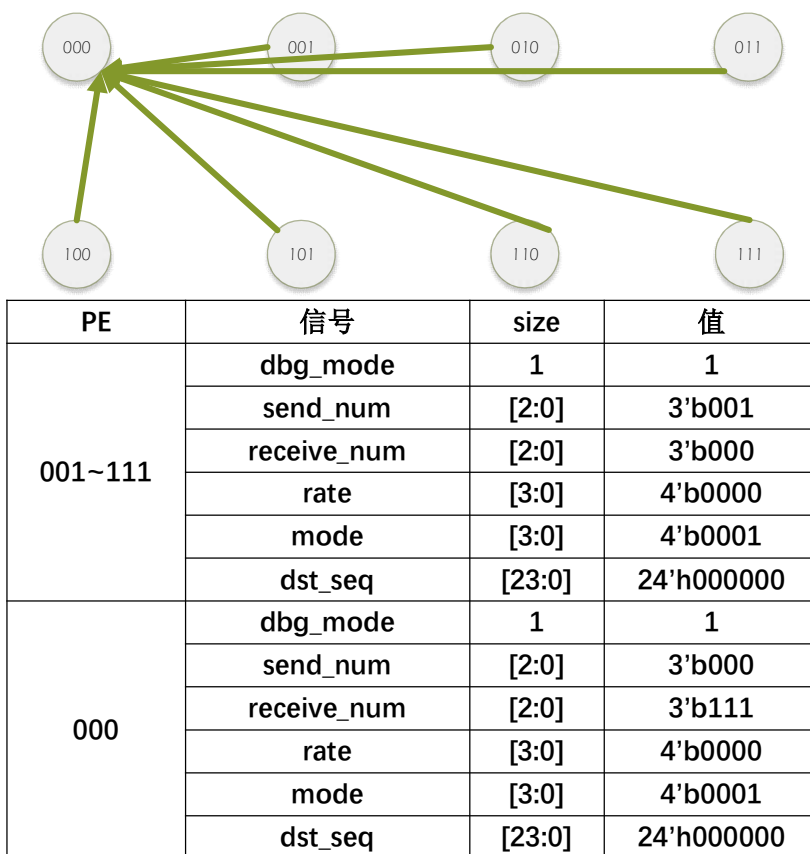 000 001 010 011
100 101 110 111
PE 信号 size 值
001~111
dbg_mode 1 1
send_num [2:0] 3’b001
receive_num [2:0] 3’b000
rate [3:0] 4’b0000
mode [3:0] 4’b0001
dst_seq [23:0] 24’h000000
000
dbg_mode 1 1
send_num [2:0] 3’b000
receive_num [2:0] 3’b111
rate [3:0] 4’b0000
mode [3:0] 4’b0001
dst_seq [23:0] 24’h000000